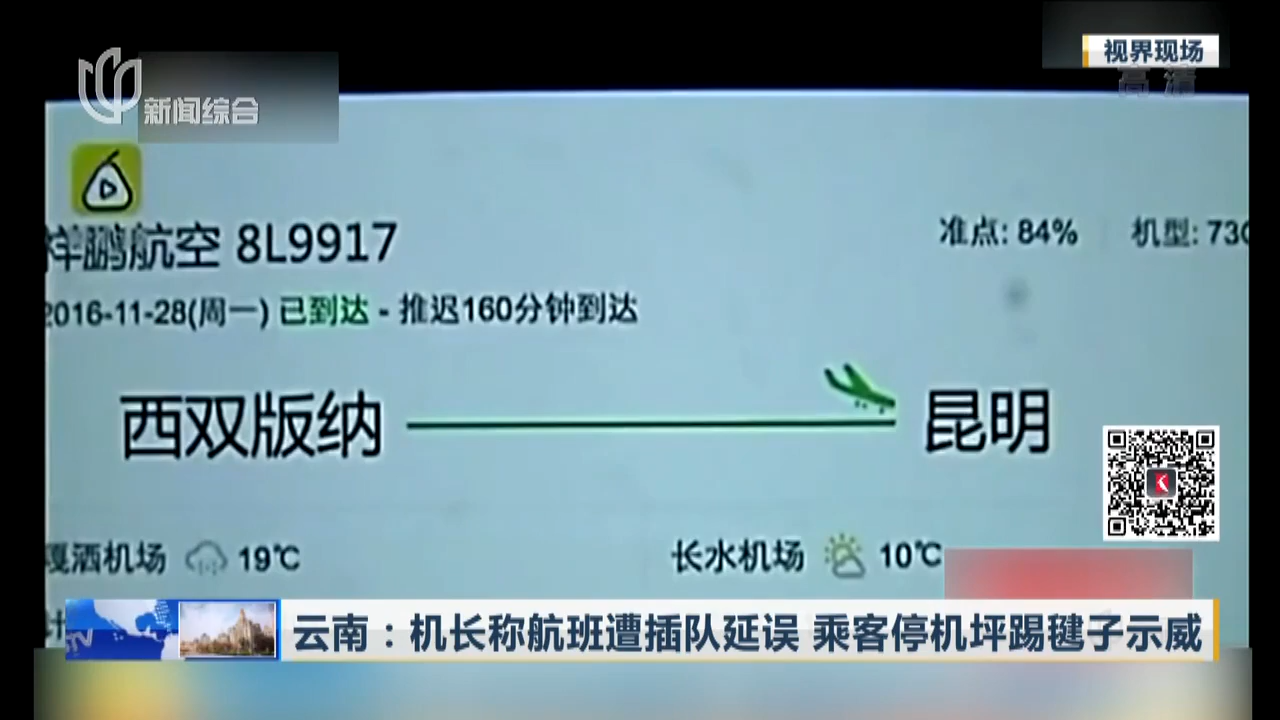 视界现场
高清
新闻综合
祥鹏航空 8L9917
准点: 84%
机型: 73
2016-11-28(周一) 已到达 - 推迟160分钟到达
西双版纳
昆明
嘎洒机场
19℃
长水机场
10℃
云南：机长称航班遭插队延误 乘客停机坪踢毽子示威